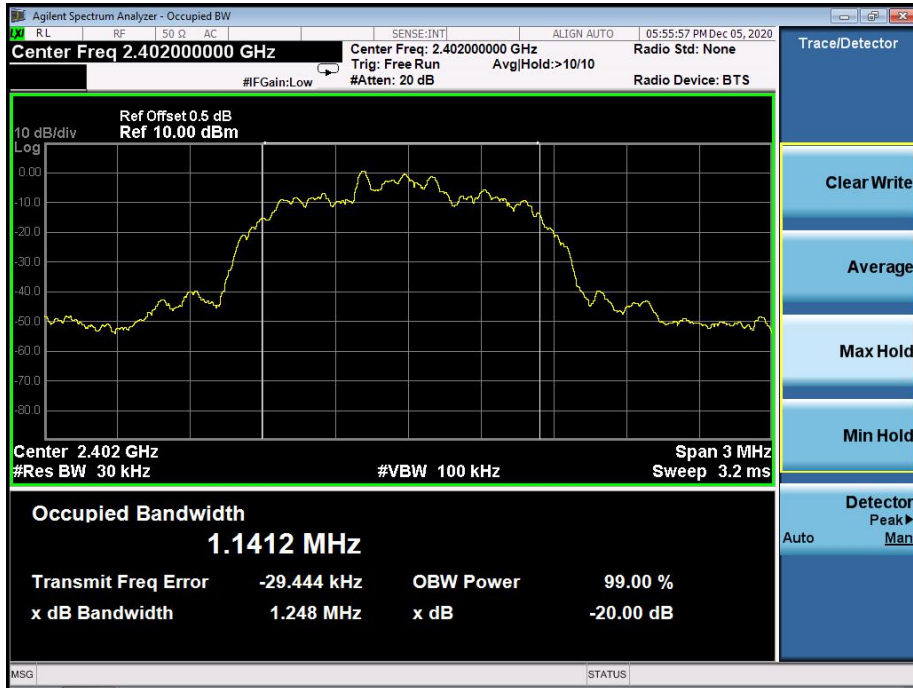 Agilent Spectrum Analyzer - Occupied BW
LXI RL RF 50 Ω AC SENSE:INT ALIGN AUTO 05:55:57 PM Dec 05, 2020
Center Freq 2.402000000 GHz
Center Freq: 2.402000000 GHz Radio Std: None
Trig: Free Run Avg|Hold:>10/10
#IFGain:Low #Atten: 20 dB Radio Device: BTS
Trace/Detector
Ref Offset 0.5 dB
10 dB/div Ref 10.00 dBm
Log
0.00
-10.0
-20.0
-30.0
-40.0
-50.0
-60.0
-70.0
-80.0
Center 2.402 GHz Span 3 MHz
#Res BW 30 kHz #VBW 100 kHz Sweep 3.2 ms
Occupied Bandwidth
1.1412 MHz
Transmit Freq Error -29.444 kHz OBW Power 99.00 %
x dB Bandwidth 1.248 MHz x dB -20.00 dB
Clear Write
Average
Max Hold
Min Hold
Detector
Peak▶
Auto Man
MSG STATUS